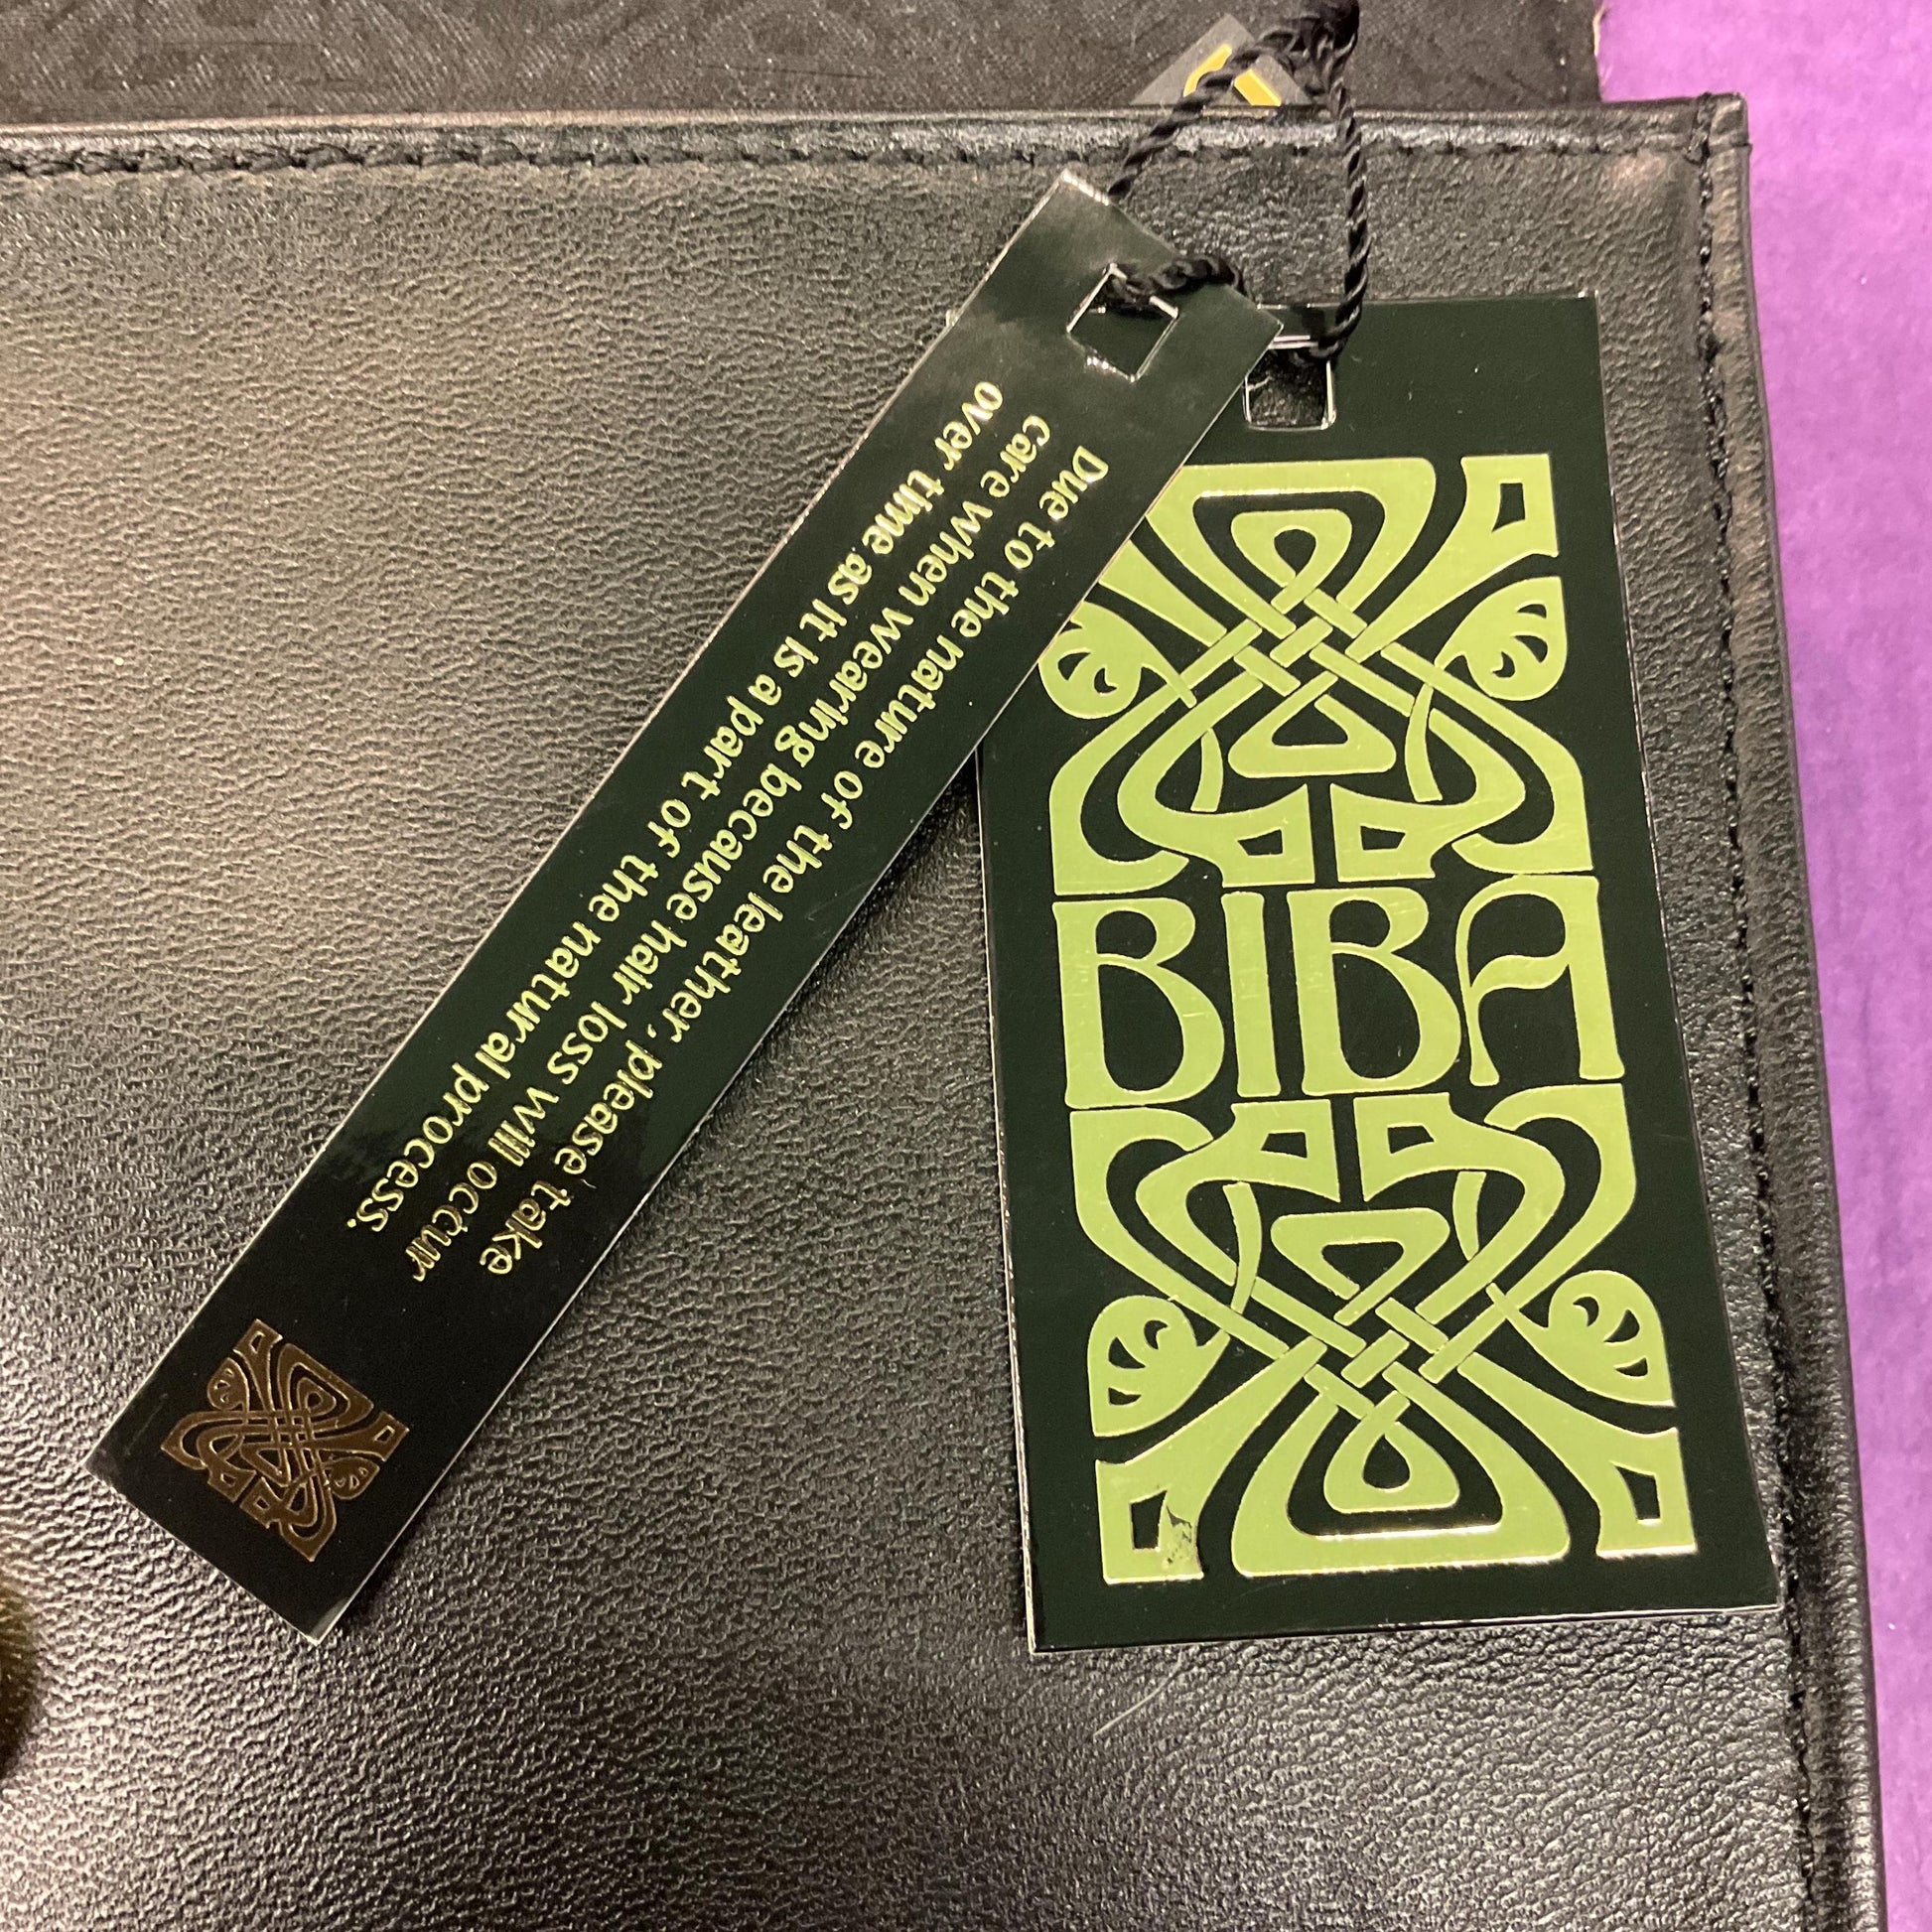 Due to the nature of the leather, please take
care when wearing because hair loss will occur
over time as it is a part of the natural process.
BIBA